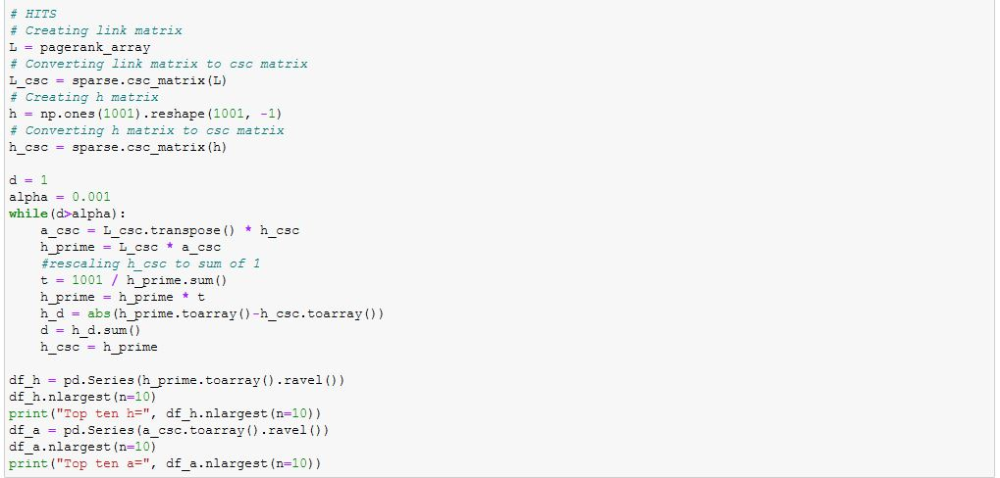 # HITS
# Creating link matrix
L = pagerank_array
# Converting link matrix to csc matrix
L_csc = sparse.csc_matrix(L)
# Creating h matrix
h = np.ones(1001).reshape(1001, -1)
# Converting h matrix to csc matrix
h_csc = sparse.csc_matrix(h)

d = 1
alpha = 0.001
while(d>alpha):
    a_csc = L_csc.transpose() * h_csc
    h_prime = L_csc * a_csc
    #rescaling h_csc to sum of 1
    t = 1001 / h_prime.sum()
    h_prime = h_prime * t
    h_d = abs(h_prime.toarray()-h_csc.toarray())
    d = h_d.sum()
    h_csc = h_prime

df_h = pd.Series(h_prime.toarray().ravel())
df_h.nlargest(n=10)
print("Top ten h=", df_h.nlargest(n=10))
df_a = pd.Series(a_csc.toarray().ravel())
df_a.nlargest(n=10)
print("Top ten a=", df_a.nlargest(n=10))